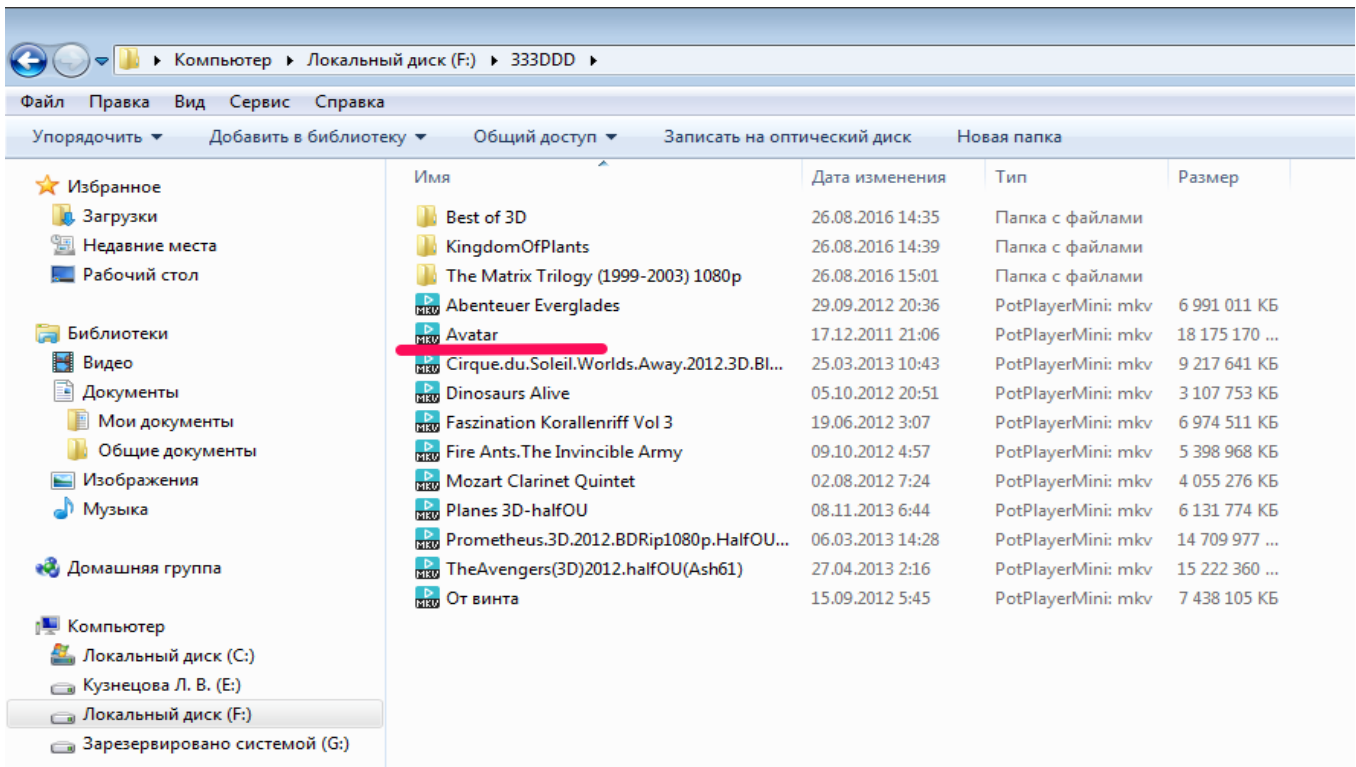 Компьютер Локальный диск (F:) 333DDD
Файл Правка Вид Сервис Справка
Упорядочить Добавить в библиотеку Общий доступ Записать на оптический диск Новая папка
Избранное
Загрузки
Недавние места
Рабочий стол
Библиотеки
Видео
Документы
Мои документы
Общие документы
Изображения
Музыка
Домашняя группа
Компьютер
Локальный диск (C:)
Кузнецова Л. В. (E:)
Локальный диск (F:)
Зарезервировано системой (G:)
Имя Дата изменения Тип Размер
Best of 3D 26.08.2016 14:35 Папка с файлами
KingdomOfPlants 26.08.2016 14:39 Папка с файлами
The Matrix Trilogy (1999-2003) 1080p 26.08.2016 15:01 Папка с файлами
MKV Abenteuer Everglades 29.09.2012 20:36 PotPlayerMini: mkv 6 991 011 КБ
MKV Avatar 17.12.2011 21:06 PotPlayerMini: mkv 18 175 170 ...
MKV Cirque.du.Soleil.Worlds.Away.2012.3D.Bl... 25.03.2013 10:43 PotPlayerMini: mkv 9 217 641 КБ
MKV Dinosaurs Alive 05.10.2012 20:51 PotPlayerMini: mkv 3 107 753 КБ
MKV Faszination Korallenriff Vol 3 19.06.2012 3:07 PotPlayerMini: mkv 6 974 511 КБ
MKV Fire Ants.The Invincible Army 09.10.2012 4:57 PotPlayerMini: mkv 5 398 968 КБ
MKV Mozart Clarinet Quintet 02.08.2012 7:24 PotPlayerMini: mkv 4 055 276 КБ
MKV Planes 3D-halfOU 08.11.2013 6:44 PotPlayerMini: mkv 6 131 774 КБ
MKV Prometheus.3D.2012.BDRip1080p.HalfOU... 06.03.2013 14:28 PotPlayerMini: mkv 14 709 977 ...
MKV TheAvengers(3D)2012.halfOU(Ash61) 27.04.2013 2:16 PotPlayerMini: mkv 15 222 360 ...
MKV От винта 15.09.2012 5:45 PotPlayerMini: mkv 7 438 105 КБ